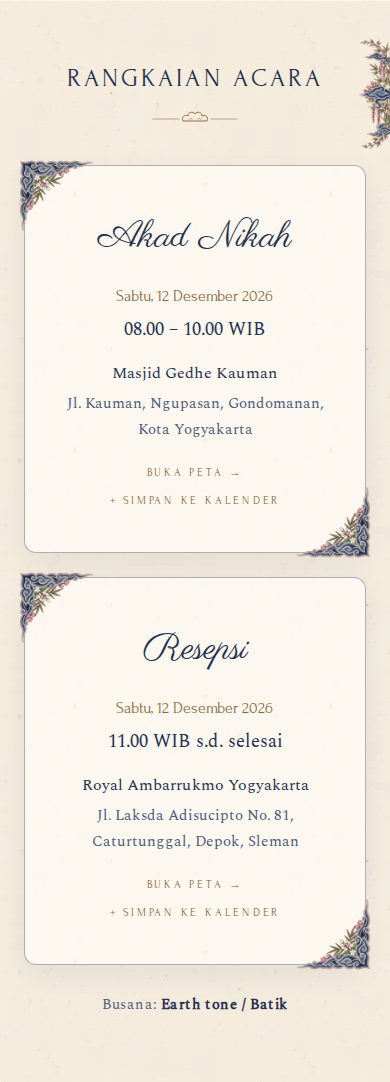 RANGKAIAN ACARA
Akad Nikah
Sabtu, 12 Desember 2026
08.00 – 10.00 WIB
Masjid Gedhe Kauman
Jl. Kauman, Ngupasan, Gondomanan,
Kota Yogyakarta
BUKA PETA →
+ SIMPAN KE KALENDER
Resepsi
Sabtu, 12 Desember 2026
11.00 WIB s.d. selesai
Royal Ambarrukmo Yogyakarta
Jl. Laksda Adisucipto No. 81,
Caturtunggal, Depok, Sleman
BUKA PETA →
+ SIMPAN KE KALENDER
Busana: Earth tone / Batik